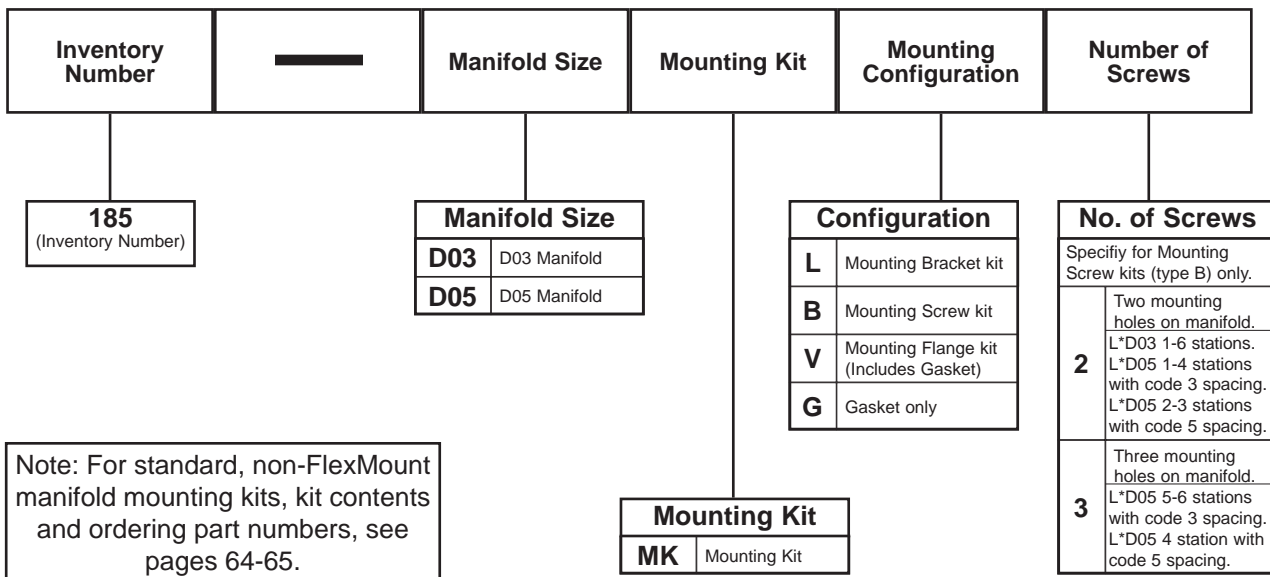 Inventory
Number
Manifold Size
Mounting Kit
Mounting
Configuration
Number of
Screws
185
(Inventory Number)
Manifold Size
D03 D03 Manifold
D05 D05 Manifold
Configuration
L Mounting Bracket kit
B Mounting Screw kit
V Mounting Flange kit
(Includes Gasket)
G Gasket only
No. of Screws
Specifiy for Mounting
Screw kits (type B) only.
2
Two mounting
holes on manifold.
L*D03 1-6 stations.
L*D05 1-4 stations
with code 3 spacing.
L*D05 2-3 stations
with code 5 spacing.
3
Three mounting
holes on manifold.
L*D05 5-6 stations
with code 3 spacing.
L*D05 4 station with
code 5 spacing.
Note: For standard, non-FlexMount
manifold mounting kits, kit contents
and ordering part numbers, see
pages 64-65.
Mounting Kit
MK Mounting Kit